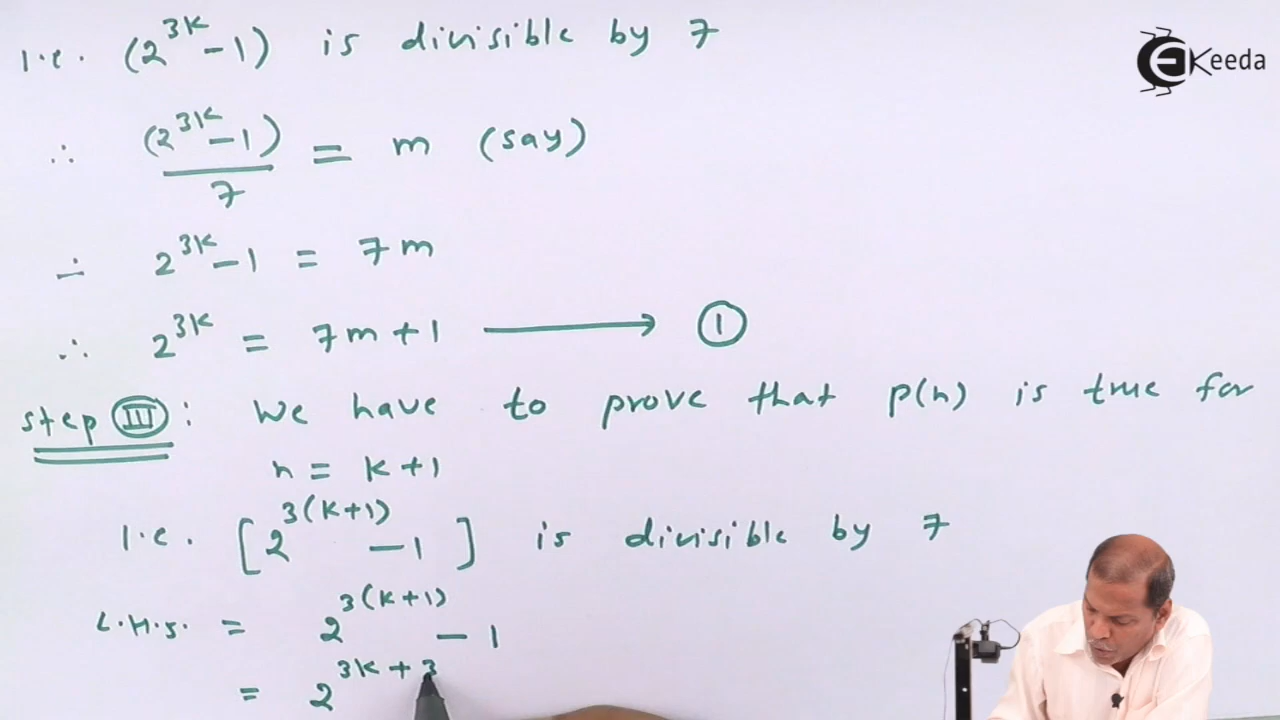 i.e. (2^3k - 1) is divisible by 7
EKeeda
∴ (2^3k - 1) / 7 = m (say)
∴ 2^3k - 1 = 7m
∴ 2^3k = 7m + 1 ⟶ ①
step III : We have to prove that p(n) is true for
n = k + 1
i.e. [2^3(k+1) - 1] is divisible by 7
L.H.S. = 2^3(k+1) - 1
= 2^3k + 3